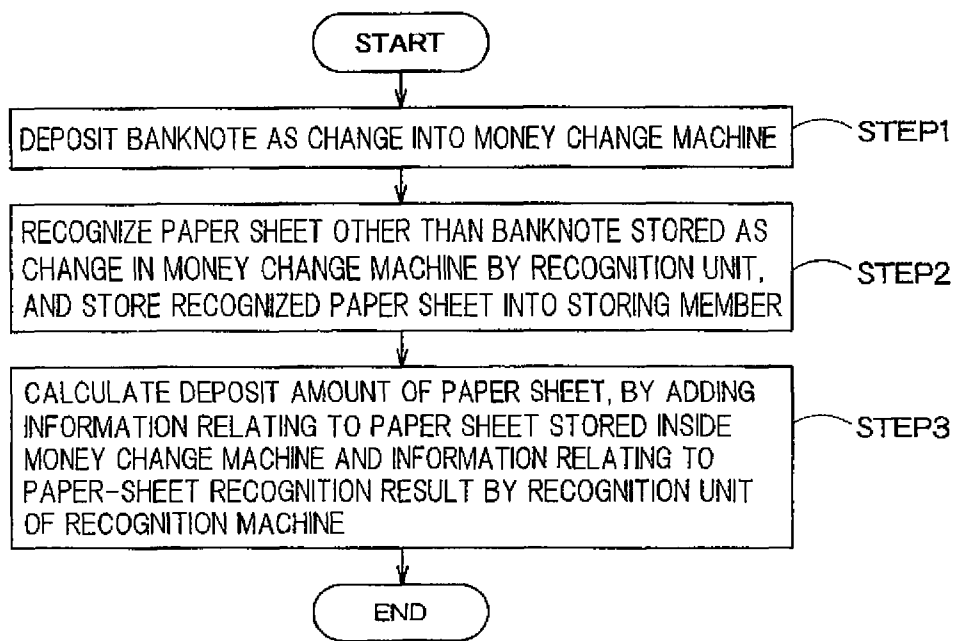 START
DEPOSIT BANKNOTE AS CHANGE INTO MONEY CHANGE MACHINE
STEP1
RECOGNIZE PAPER SHEET OTHER THAN BANKNOTE STORED AS
CHANGE IN MONEY CHANGE MACHINE BY RECOGNITION UNIT,
AND STORE RECOGNIZED PAPER SHEET INTO STORING MEMBER
STEP2
CALCULATE DEPOSIT AMOUNT OF PAPER SHEET, BY ADDING
INFORMATION RELATING TO PAPER SHEET STORED INSIDE
MONEY CHANGE MACHINE AND INFORMATION RELATING TO
PAPER-SHEET RECOGNITION RESULT BY RECOGNITION UNIT
OF RECOGNITION MACHINE
STEP3
END